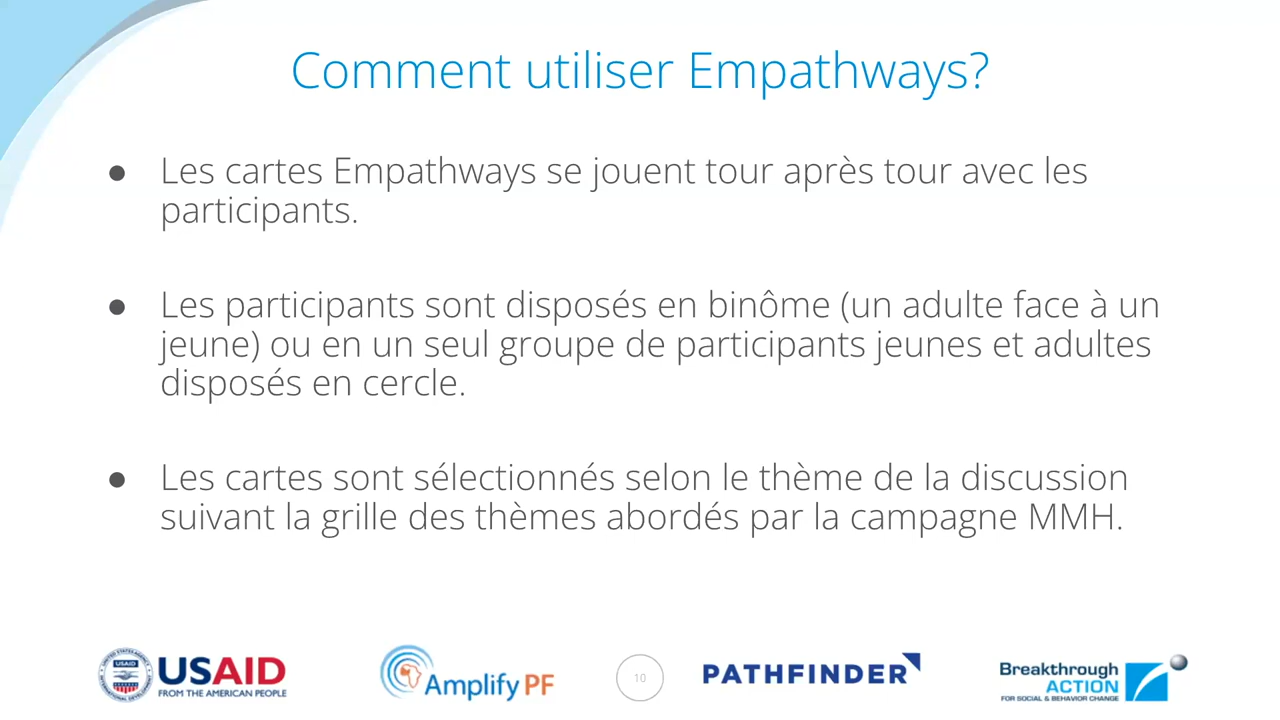 Comment utiliser Empathways?
● Les cartes Empathways se jouent tour après tour avec les
participants.
● Les participants sont disposés en binôme (un adulte face à un
jeune) ou en un seul groupe de participants jeunes et adultes
disposés en cercle.
● Les cartes sont sélectionnés selon le thème de la discussion
suivant la grille des thèmes abordés par la campagne MMH.
USAID
USAID
FROM THE AMERICAN PEOPLE
Amplify PF
10
PATHFINDER
Breakthrough
ACTION
FOR SOCIAL & BEHAVIOR CHANGE